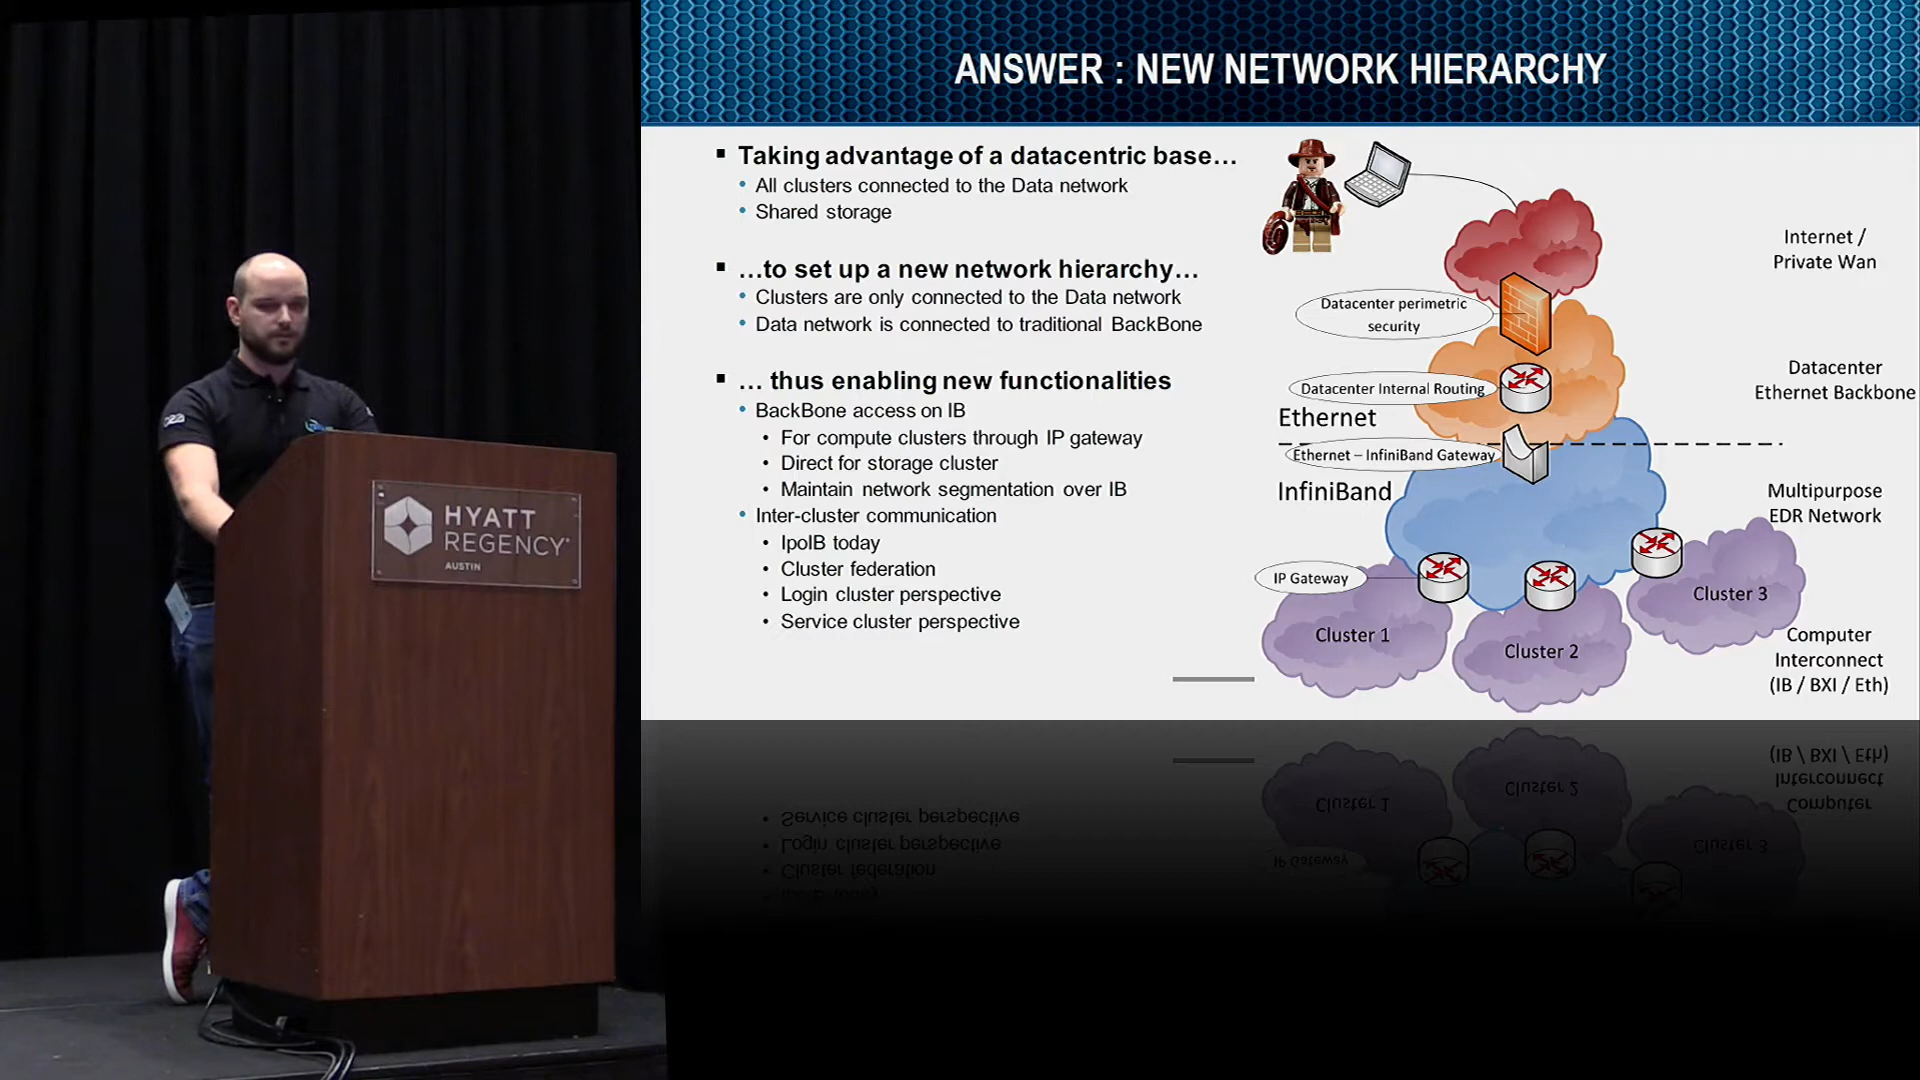 ANSWER : NEW NETWORK HIERARCHY
Taking advantage of a datacentric base…
All clusters connected to the Data network
Shared storage
…to set up a new network hierarchy…
Clusters are only connected to the Data network
Data network is connected to traditional BackBone
… thus enabling new functionalities
BackBone access on IB
For compute clusters through IP gateway
Direct for storage cluster
Maintain network segmentation over IB
Inter-cluster communication
IpoIB today
Cluster federation
Login cluster perspective
Service cluster perspective
Internet /
Private Wan
Datacenter perimetric
security
Datacenter Internal Routing
Datacenter
Ethernet Backbone
Ethernet
Ethernet – InfiniBand Gateway
InfiniBand
Multipurpose
EDR Network
IP Gateway
Cluster 1
Cluster 2
Cluster 3
Computer
Interconnect
(IB / BXI / Eth)
HYATT
REGENCY
AUSTIN